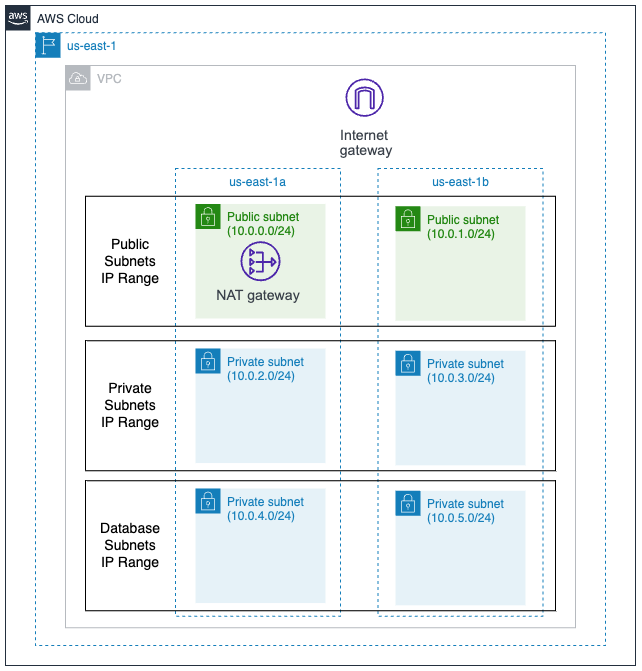 aws
AWS Cloud
us-east-1
VPC
Internet
gateway
us-east-1a
us-east-1b
Public
Subnets
IP Range
Public subnet
(10.0.0.0/24)
NAT gateway
Public subnet
(10.0.1.0/24)
Private
Subnets
IP Range
Private subnet
(10.0.2.0/24)
Private subnet
(10.0.3.0/24)
Database
Subnets
IP Range
Private subnet
(10.0.4.0/24)
Private subnet
(10.0.5.0/24)